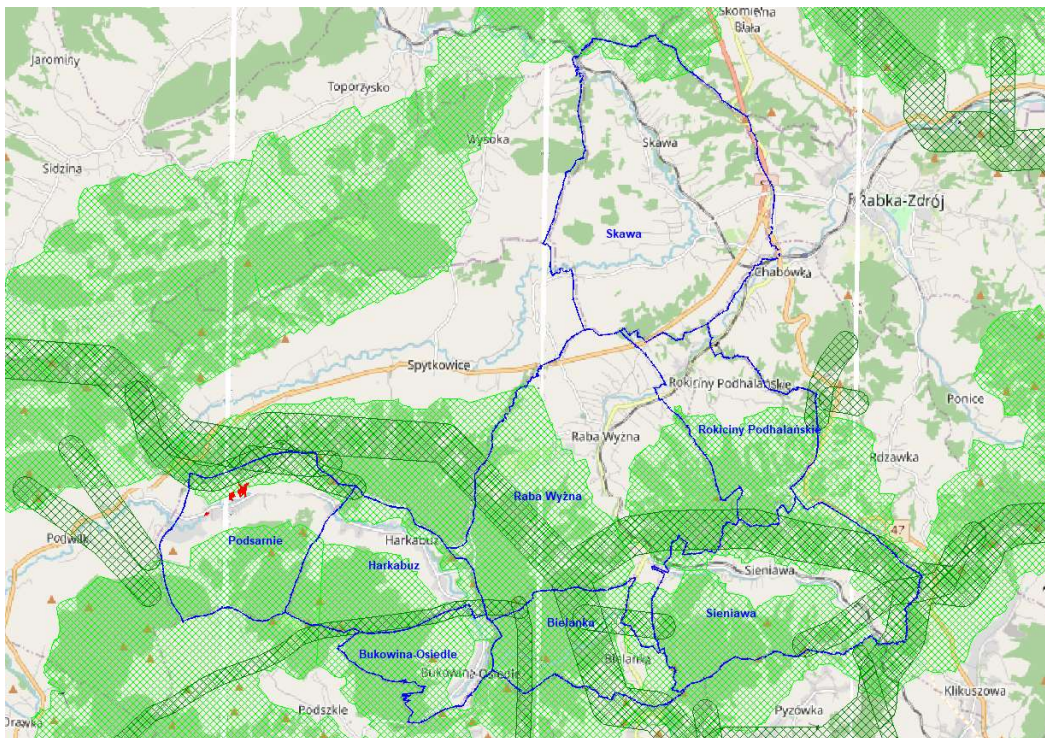 Skomielna
Biała
Jarominy
Toporzysko
Wysoka
Skawa
Sidzina
Rabka-Zdrój
Skawa
Chabówka
Spytkowice
Rokiciny Podhalańskie
Ponice
Raba Wyżna
Rokiciny Podhalańskie
Rdzawka
Raba Wyżna
47
Podwilk
Podsarnie
Harkabuz
Harkabuz
Sieniawa
Sieniawa
Bielanka
Bukowina-Osiedle
Bielanka
Bukowina-Osiedle
Klikuszowa
Podszkle
Pyzówka
Orawka